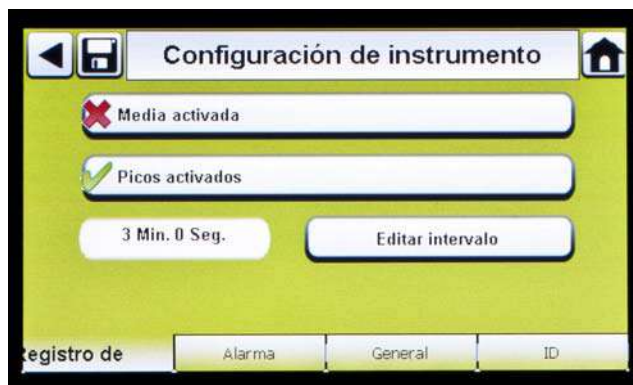 Configuración de instrumento
Media activada
Picos activados
3 Min. 0 Seg.
Editar intervalo
egistro de
Alarma
General
ID